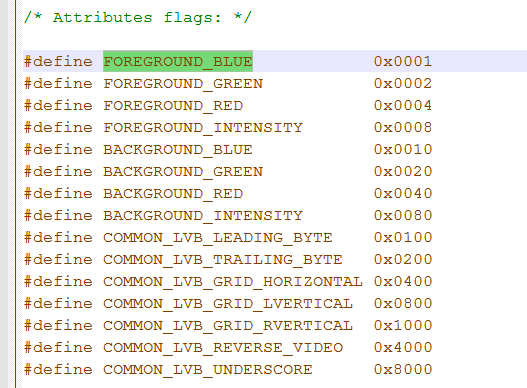 /* Attributes flags: */
#define FOREGROUND_BLUE 0x0001
#define FOREGROUND_GREEN 0x0002
#define FOREGROUND_RED 0x0004
#define FOREGROUND_INTENSITY 0x0008
#define BACKGROUND_BLUE 0x0010
#define BACKGROUND_GREEN 0x0020
#define BACKGROUND_RED 0x0040
#define BACKGROUND_INTENSITY 0x0080
#define COMMON_LVB_LEADING_BYTE 0x0100
#define COMMON_LVB_TRAILING_BYTE 0x0200
#define COMMON_LVB_GRID_HORIZONTAL 0x0400
#define COMMON_LVB_GRID_LVERTICAL 0x0800
#define COMMON_LVB_GRID_RVERTICAL 0x1000
#define COMMON_LVB_REVERSE_VIDEO 0x4000
#define COMMON_LVB_UNDERSCORE 0x8000